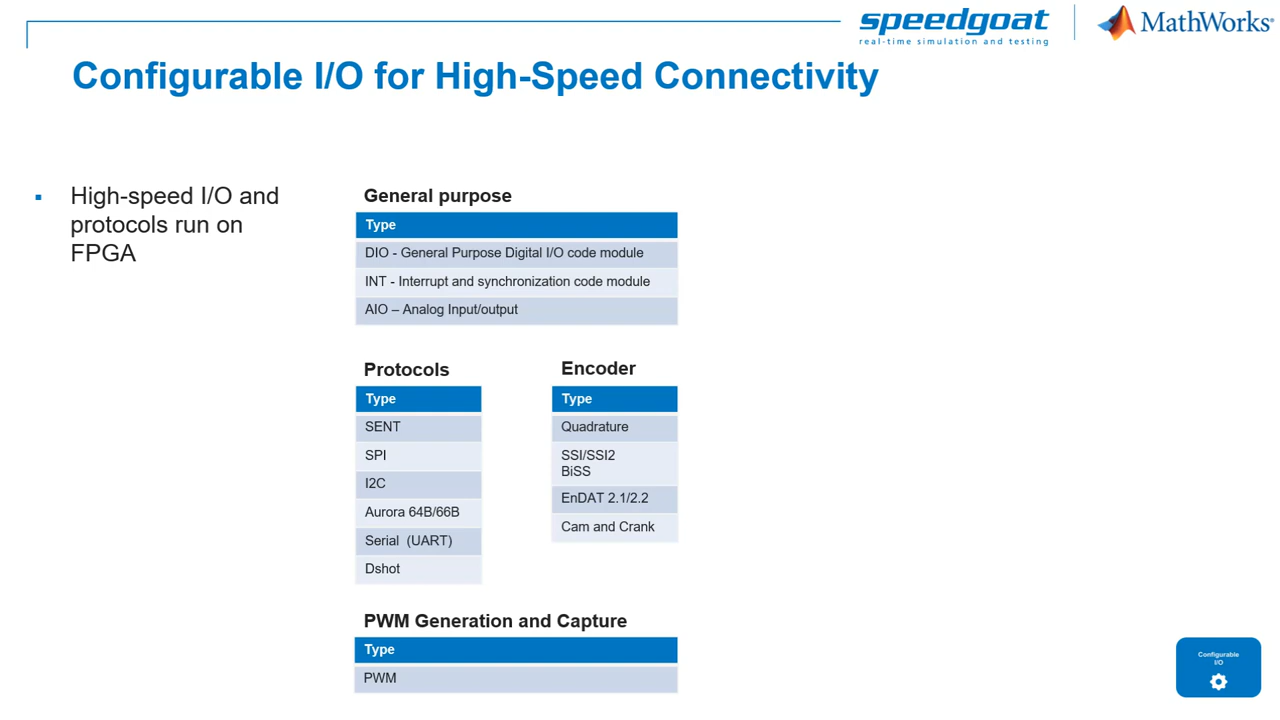 speedgoat
real-time simulation and testing
MathWorks®
Configurable I/O for High-Speed Connectivity
▪ High-speed I/O and
protocols run on
FPGA
General purpose
Type
DIO - General Purpose Digital I/O code module
INT - Interrupt and synchronization code module
AIO – Analog Input/output
Protocols
Type
SENT
SPI
I2C
Aurora 64B/66B
Serial (UART)
Dshot
Encoder
Type
Quadrature
SSI/SSI2
BiSS
EnDAT 2.1/2.2
Cam and Crank
PWM Generation and Capture
Type
PWM
Configurable
I/O